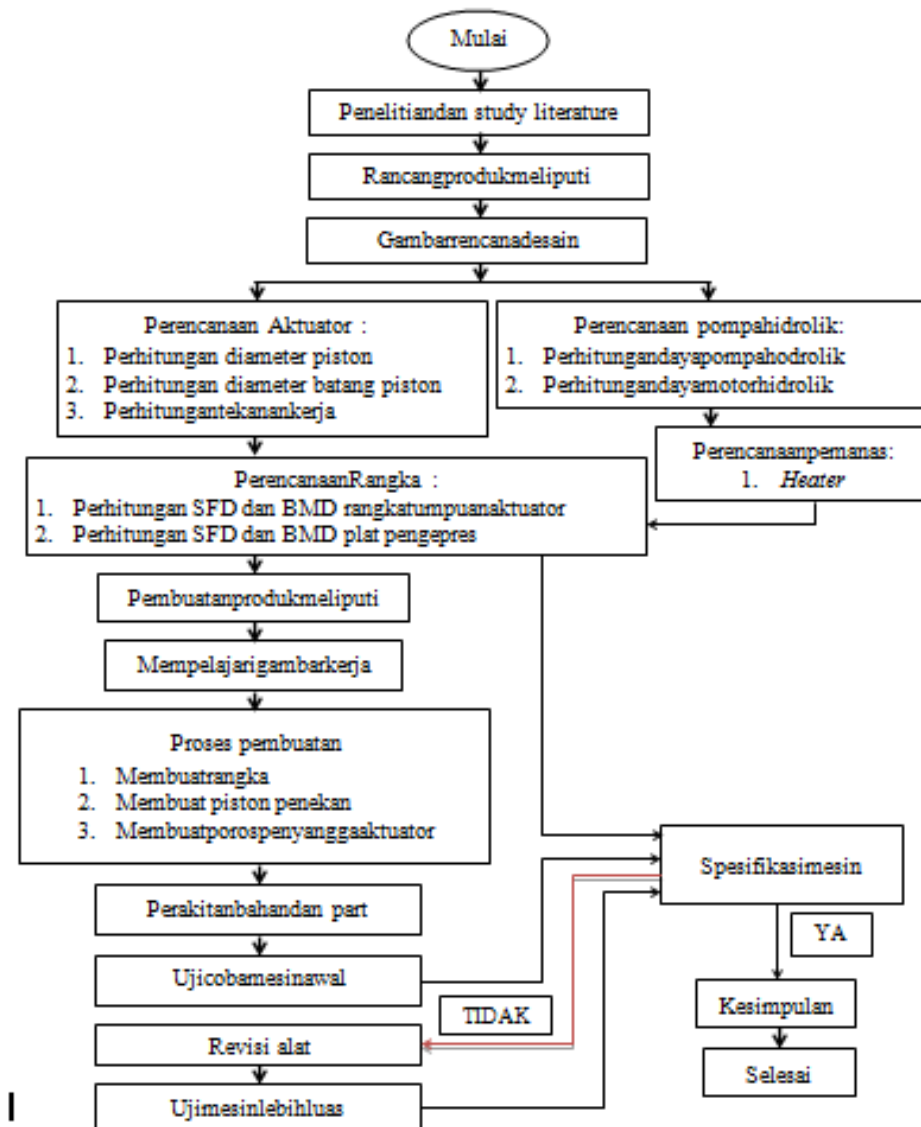 Mulai
Penelitiandan study literature
Rancangprodukmeliputi
Gambarrencanadesain
Perencanaan Aktuator :
1. Perhitungan diameter piston
2. Perhitungan diameter batang piston
3. Perhitungantekanankerja
Perencanaan pompahidrolik:
1. Perhitungandayapompahodrolik
2. Perhitungandayamotorhidrolik
Perencanaanpemanas:
1. Heater
PerencanaanRangka :
1. Perhitungan SFD dan BMD rangkatumpuanaktuator
2. Perhitungan SFD dan BMD plat pengepres
Pembuatanprodukmeliputi
Mempelajarigambarkerja
Proses pembuatan
1. Membuatrangka
2. Membuat piston penekan
3. Membuatporospenyanggaaktuator
Perakitanbahandan part
Ujicobamesinawal
Spesifikasimesin
YA
TIDAK
Revisi alat
Ujimesinlebihluas
Kesimpulan
Selesai